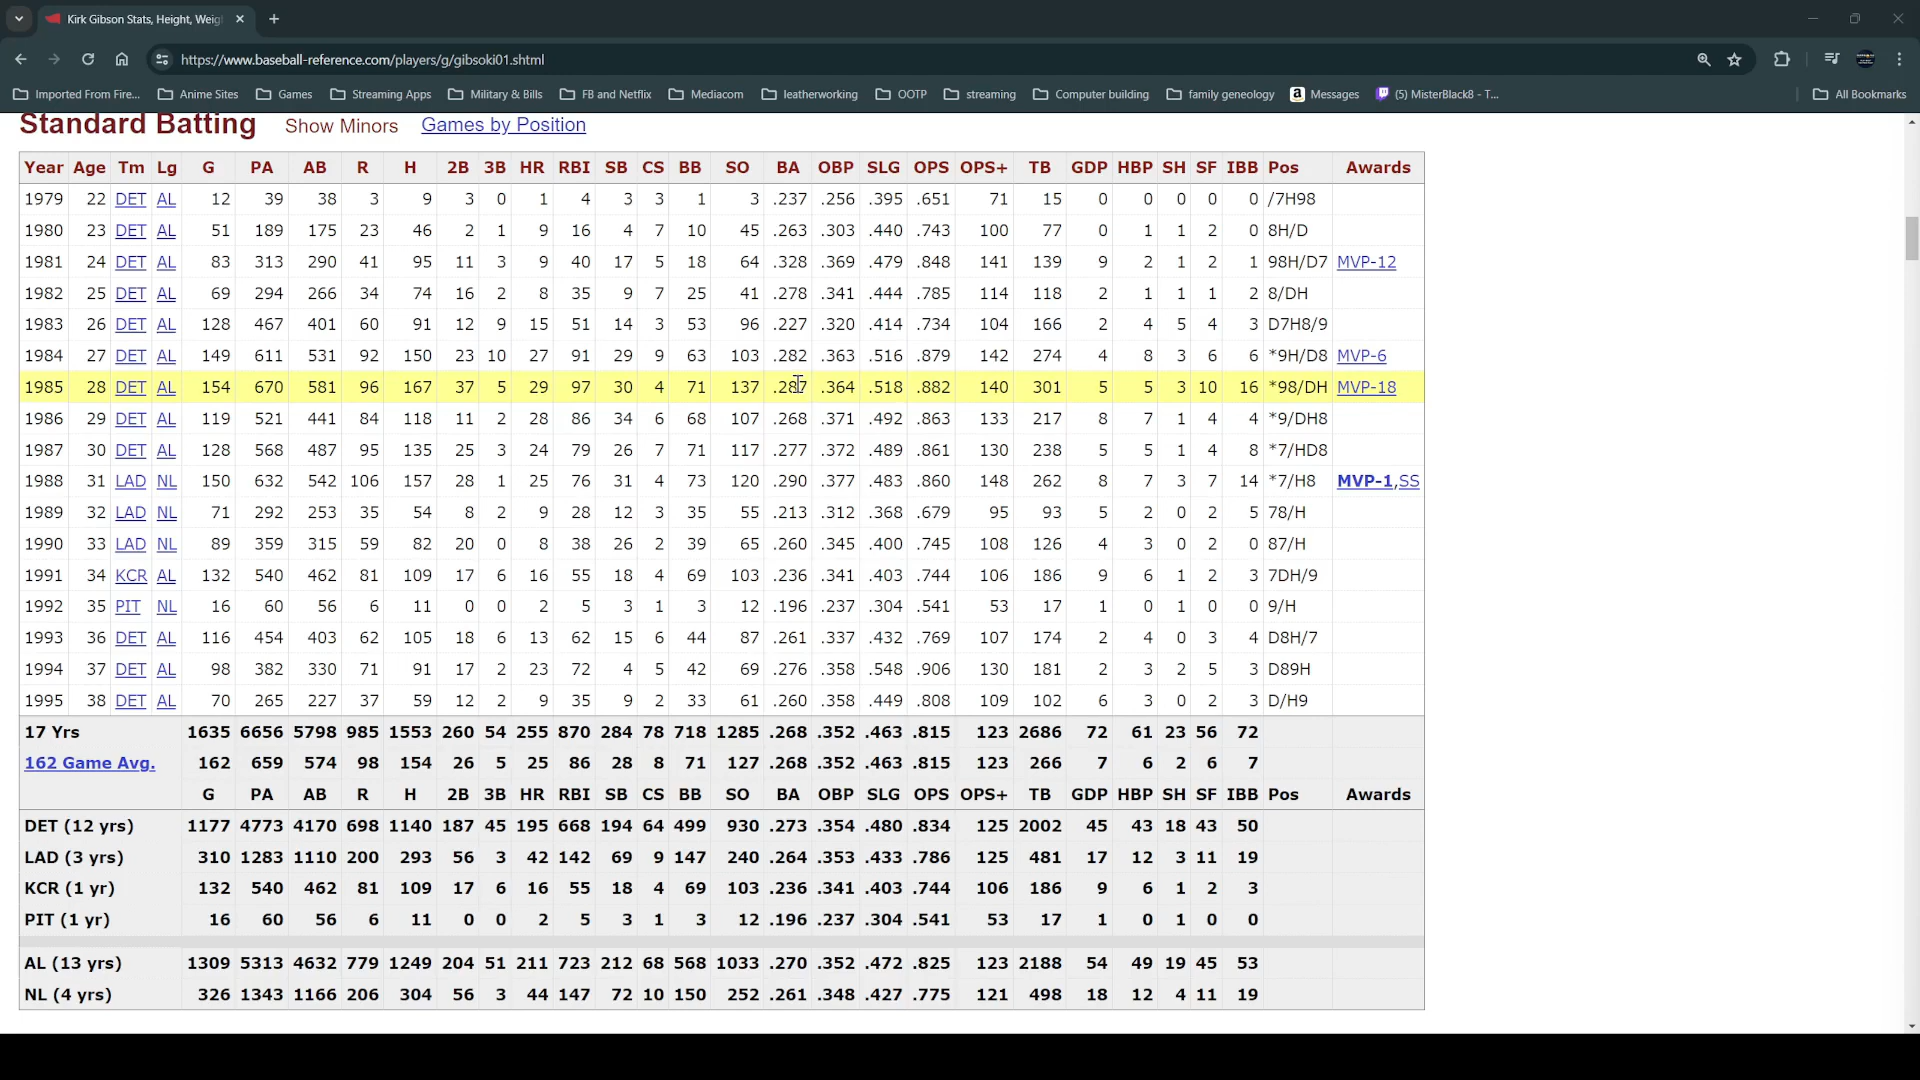 Kirk Gibson Stats, Height, Weig
https://www.baseball-reference.com/players/g/gibsoki01.shtml
Imported From Fire... Anime Sites Games Streaming Apps Military & Bills FB and Netflix Mediacom leatherworking OOTP streaming Computer building family geneology Messages (5) MisterBlack8 - T... All Bookmarks
Standard Batting Show Minors Games by Position
Year Age Tm Lg G PA AB R H 2B 3B HR RBI SB CS BB SO BA OBP SLG OPS OPS+ TB GDP HBP SH SF IBB Pos Awards
1979 22 DET AL 12 39 38 3 9 3 0 1 4 3 3 1 3 .237 .256 .395 .651 71 15 0 0 0 0 0 /7H98
1980 23 DET AL 51 189 175 23 46 2 1 9 16 4 7 10 45 .263 .303 .440 .743 100 77 0 1 1 2 0 8H/D
1981 24 DET AL 83 313 290 41 95 11 3 9 40 17 5 18 64 .328 .369 .479 .848 141 139 9 2 1 2 1 98H/D7 MVP-12
1982 25 DET AL 69 294 266 34 74 16 2 8 35 9 7 25 41 .278 .341 .444 .785 114 118 2 1 1 1 2 8/DH
1983 26 DET AL 128 467 401 60 91 12 9 15 51 14 3 53 96 .227 .320 .414 .734 104 166 2 4 5 4 3 D7H8/9
1984 27 DET AL 149 611 531 92 150 23 10 27 91 29 9 63 103 .282 .363 .516 .879 142 274 4 8 3 6 6 *9H/D8 MVP-6
1985 28 DET AL 154 670 581 96 167 37 5 29 97 30 4 71 137 .287 .364 .518 .882 140 301 5 5 3 10 16 *98/DH MVP-18
1986 29 DET AL 119 521 441 84 118 11 2 28 86 34 6 68 107 .268 .371 .492 .863 133 217 8 7 1 4 4 *9/DH8
1987 30 DET AL 128 568 487 95 135 25 3 24 79 26 7 71 117 .277 .372 .489 .861 130 238 5 5 1 4 8 *7/HD8
1988 31 LAD NL 150 632 542 106 157 28 1 25 76 31 4 73 120 .290 .377 .483 .860 148 262 8 7 3 7 14 *7/H8 MVP-1,SS
1989 32 LAD NL 71 292 253 35 54 8 2 9 28 12 3 35 55 .213 .312 .368 .679 95 93 5 2 0 2 5 78/H
1990 33 LAD NL 89 359 315 59 82 20 0 8 38 26 2 39 65 .260 .345 .400 .745 108 126 4 3 0 2 0 87/H
1991 34 KCR AL 132 540 462 81 109 17 6 16 55 18 4 69 103 .236 .341 .403 .744 106 186 9 6 1 2 3 7DH/9
1992 35 PIT NL 16 60 56 6 11 0 0 2 5 3 1 3 12 .196 .237 .304 .541 53 17 1 0 1 0 0 9/H
1993 36 DET AL 116 454 403 62 105 18 6 13 62 15 6 44 87 .261 .337 .432 .769 107 174 2 4 0 3 4 D8H/7
1994 37 DET AL 98 382 330 71 91 17 2 23 72 4 5 42 69 .276 .358 .548 .906 130 181 2 3 2 5 3 D89H
1995 38 DET AL 70 265 227 37 59 12 2 9 35 9 2 33 61 .260 .358 .449 .808 109 102 6 3 0 2 3 D/H9
17 Yrs 1635 6656 5798 985 1553 260 54 255 870 284 78 718 1285 .268 .352 .463 .815 123 2686 72 61 23 56 72
162 Game Avg. 162 659 574 98 154 26 5 25 86 28 8 71 127 .268 .352 .463 .815 123 266 7 6 2 6 7
G PA AB R H 2B 3B HR RBI SB CS BB SO BA OBP SLG OPS OPS+ TB GDP HBP SH SF IBB Pos Awards
DET (12 yrs) 1177 4773 4170 698 1140 187 45 195 668 194 64 499 930 .273 .354 .480 .834 125 2002 45 43 18 43 50
LAD (3 yrs) 310 1283 1110 200 293 56 3 42 142 69 9 147 240 .264 .353 .433 .786 125 481 17 12 3 11 19
KCR (1 yr) 132 540 462 81 109 17 6 16 55 18 4 69 103 .236 .341 .403 .744 106 186 9 6 1 2 3
PIT (1 yr) 16 60 56 6 11 0 0 2 5 3 1 3 12 .196 .237 .304 .541 53 17 1 0 1 0 0
AL (13 yrs) 1309 5313 4632 779 1249 204 51 211 723 212 68 568 1033 .270 .352 .472 .825 123 2188 54 49 19 45 53
NL (4 yrs) 326 1343 1166 206 304 56 3 44 147 72 10 150 252 .261 .348 .427 .775 121 498 18 12 4 11 19